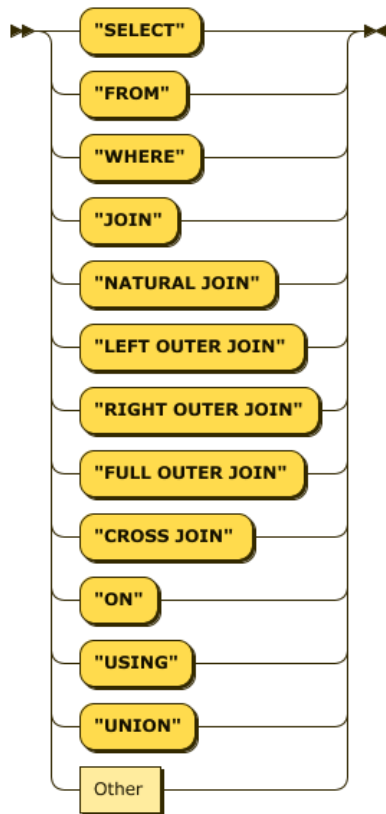 "SELECT"
"FROM"
"WHERE"
"JOIN"
"NATURAL JOIN"
"LEFT OUTER JOIN"
"RIGHT OUTER JOIN"
"FULL OUTER JOIN"
"CROSS JOIN"
"ON"
"USING"
"UNION"
Other